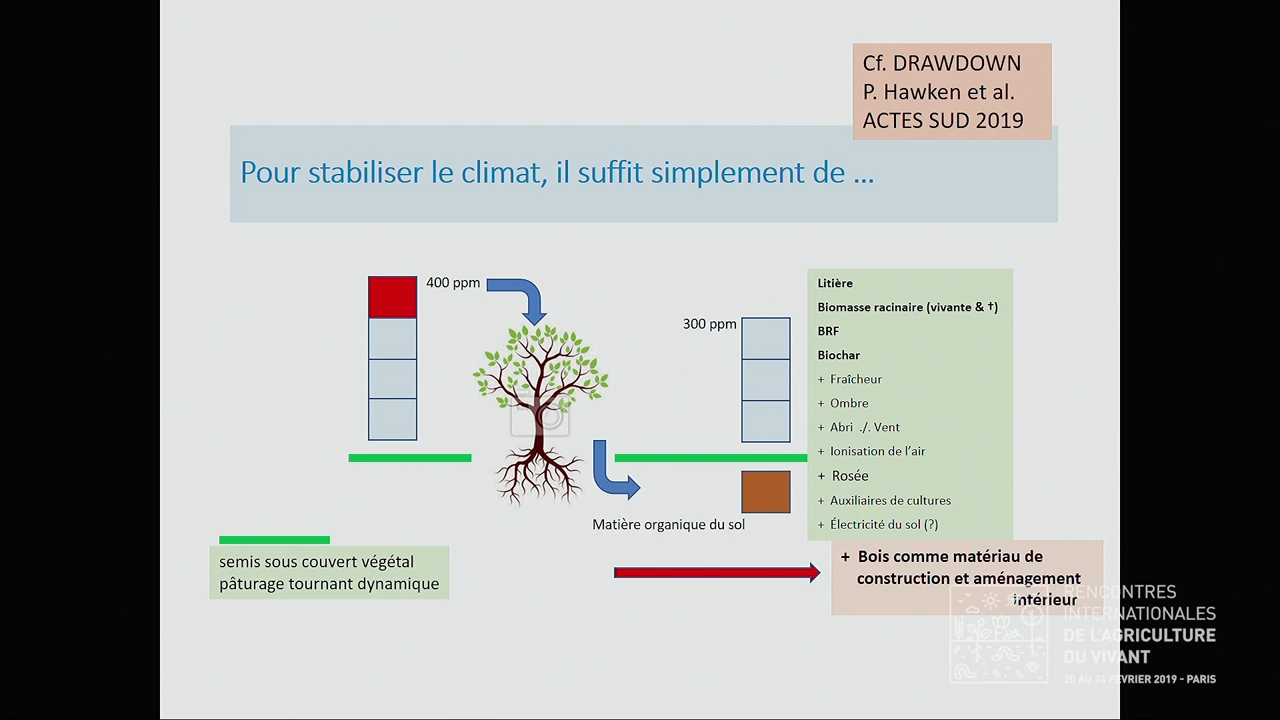 Cf. DRAWDOWN
P. Hawken et al.
ACTES SUD 2019
Pour stabiliser le climat, il suffit simplement de ...
400 ppm
300 ppm
Litière
Biomasse racinaire (vivante & †)
BRF
Biochar
+ Fraîcheur
+ Ombre
+ Abri ./. Vent
+ Ionisation de l'air
+ Rosée
+ Auxiliaires de cultures
+ Électricité du sol (?)
Matière organique du sol
semis sous couvert végétal
pâturage tournant dynamique
+ Bois comme matériau de
construction et aménagement
intérieur
RENCONTRES
INTERNATIONALES
DE L'AGRICULTURE
DU VIVANT
20 AU 24 FÉVRIER 2019 - PARIS